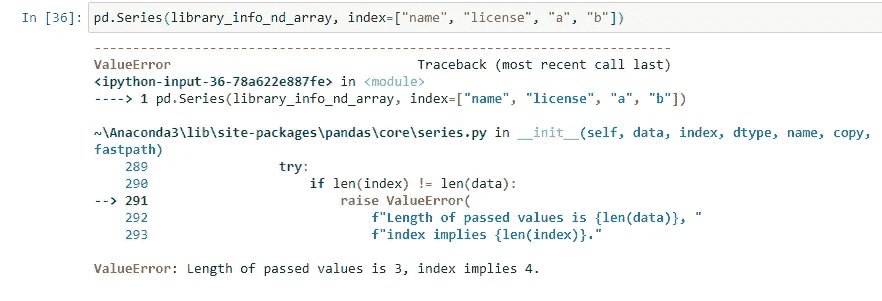 In [36]: pd.Series(library_info_nd_array, index=["name", "license", "a", "b"])
---------------------------------------------------------------------------
ValueError                                Traceback (most recent call last)
<ipython-input-36-78a622e887fe> in <module>
----> 1 pd.Series(library_info_nd_array, index=["name", "license", "a", "b"])

~\Anaconda3\lib\site-packages\pandas\core\series.py in __init__(self, data, index, dtype, name, copy,
fastpath)
    289                 try:
    290                     if len(index) != len(data):
--> 291                         raise ValueError(
    292                             f"Length of passed values is {len(data)}, "
    293                             f"index implies {len(index)}."

ValueError: Length of passed values is 3, index implies 4.